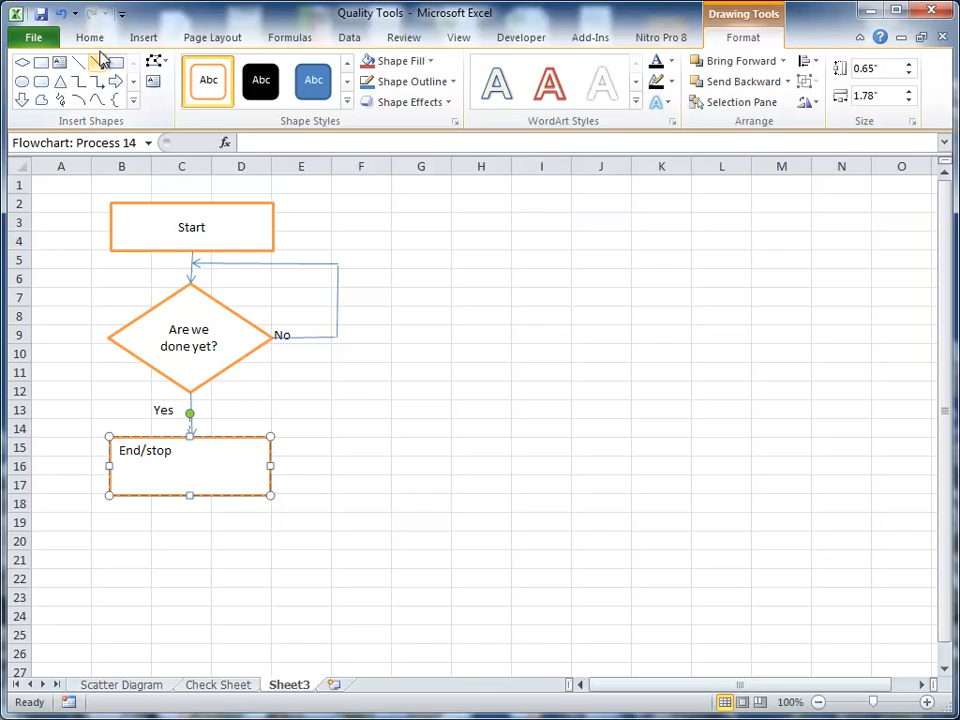 Quality Tools - Microsoft Excel
Drawing Tools
File Home Insert Page Layout Formulas Data Review View Developer Add-Ins Nitro Pro 8 Format
Abc Abc Abc
Shape Fill
Shape Outline
Shape Effects
A A A
Bring Forward
Send Backward
Selection Pane
0.65"
1.78"
Insert Shapes Shape Styles WordArt Styles Arrange Size
Flowchart: Process 14 fx
A B C D E F G H I J K L M N O
1
2
3
4
5
6
7
8
9
10
11
12
13
14
15
16
17
18
19
20
21
22
23
24
25
26
27
Start
Are we
done yet?
No
Yes
End/stop
Scatter Diagram Check Sheet Sheet3
Ready 100%